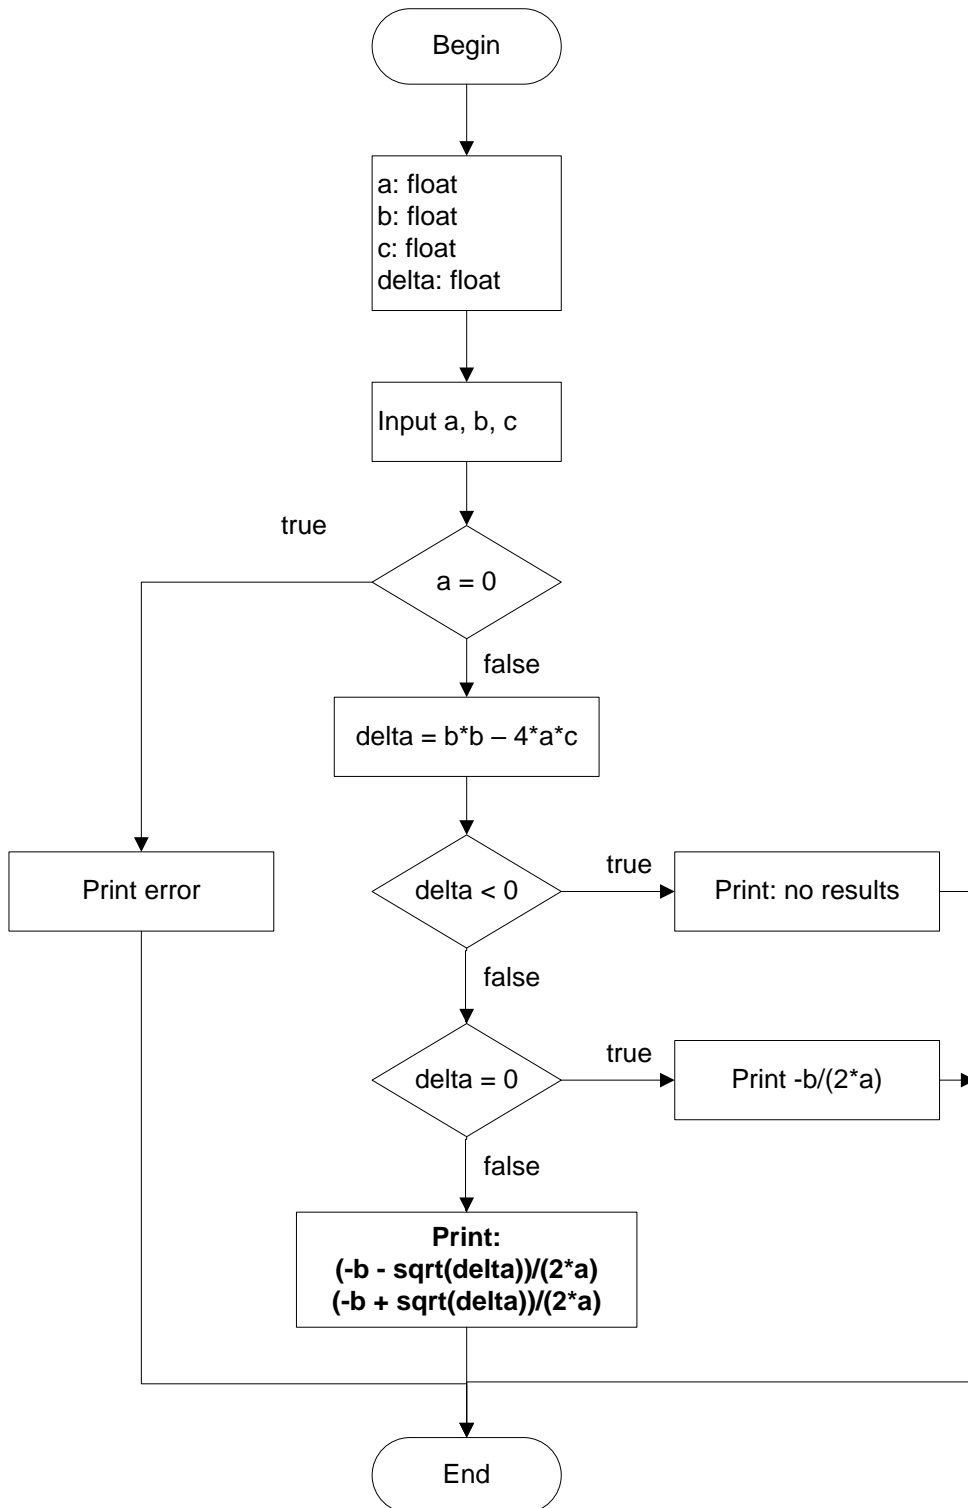 Begin
a: float
b: float
c: float
delta: float
Input a, b, c
true
a = 0
false
delta = b*b – 4*a*c
Print error
delta < 0
true
Print: no results
false
delta = 0
true
Print -b/(2*a)
false
Print:
(-b - sqrt(delta))/(2*a)
(-b + sqrt(delta))/(2*a)
End